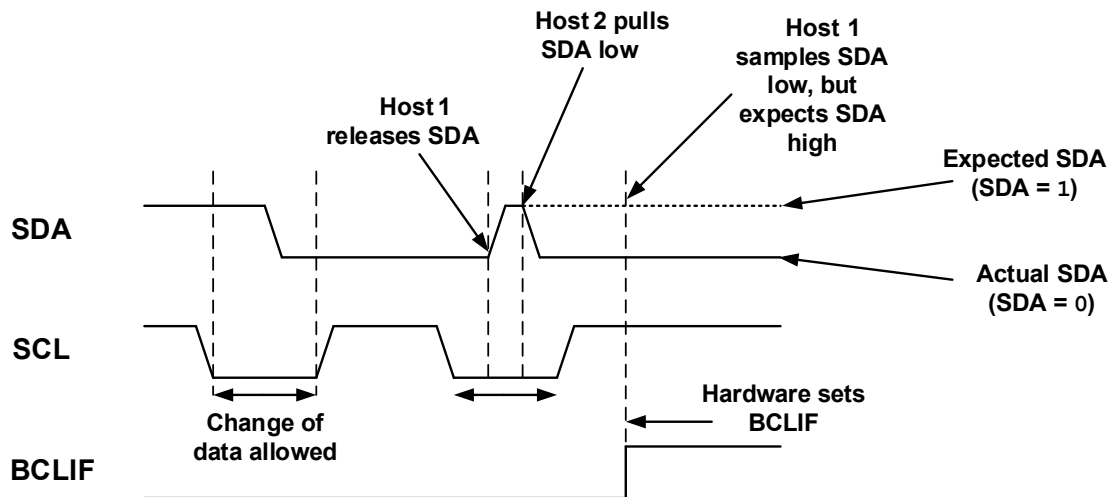 Host 2 pulls
SDA low
Host 1
samples SDA
low, but
expects SDA
high
Host 1
releases SDA
Expected SDA
(SDA = 1)
SDA
Actual SDA
(SDA = 0)
SCL
Change of
data allowed
Hardware sets
BCLIF
BCLIF